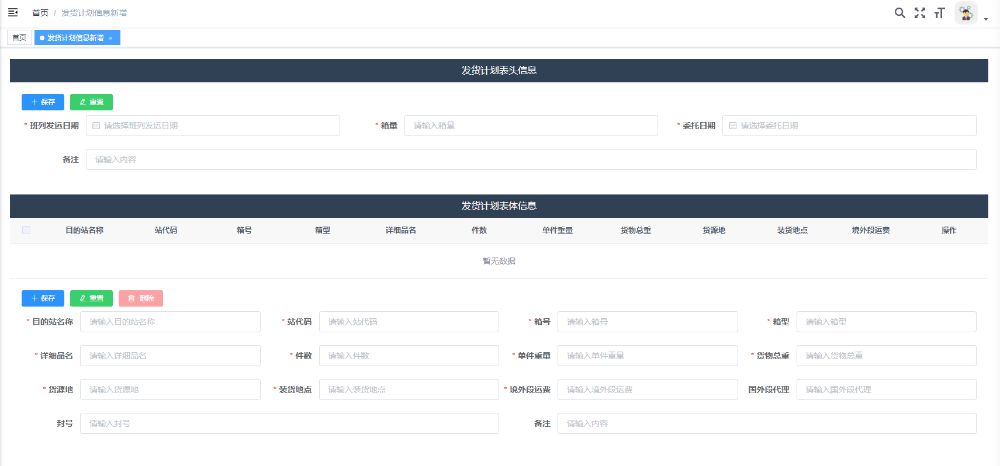 首页 / 发货计划信息新增
首页 发货计划信息新增 ×
发货计划表头信息
保存 重置
* 班列发运日期 请选择班列发运日期 * 箱量 请输入箱量 * 委托日期 请选择委托日期
备注 请输入内容
发货计划表体信息
目的站名称 站代码 箱号 箱型 详细品名 件数 单件重量 货物总重 货源地 装货地点 境外段运费 操作
暂无数据
保存 重置 删除
* 目的站名称 请输入目的站名称 * 站代码 请输入站代码 * 箱号 请输入箱号 * 箱型 请输入箱型
* 详细品名 请输入详细品名 * 件数 请输入件数 * 单件重量 请输入单件重量 * 货物总重 请输入货物总重
* 货源地 请输入货源地 * 装货地点 请输入装货地点 * 境外段运费 请输入境外段运费 国外段代理 请输入国外段代理
封号 请输入封号 备注 请输入内容